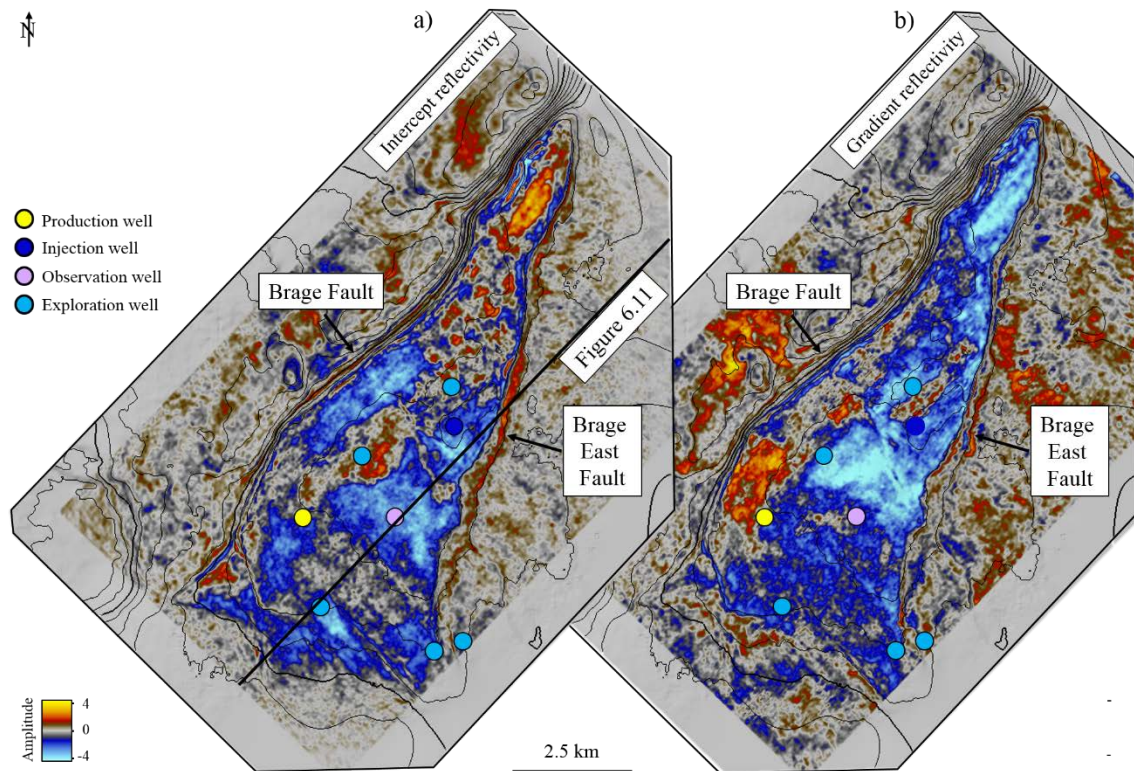 N
a)
b)
Intercept reflectivity
Gradient reflectivity
Production well
Injection well
Observation well
Exploration well
Brage Fault
Brage Fault
Figure 6.11
Brage
East
Fault
Brage
East
Fault
Amplitude
4
0
-4
2.5 km
-
-